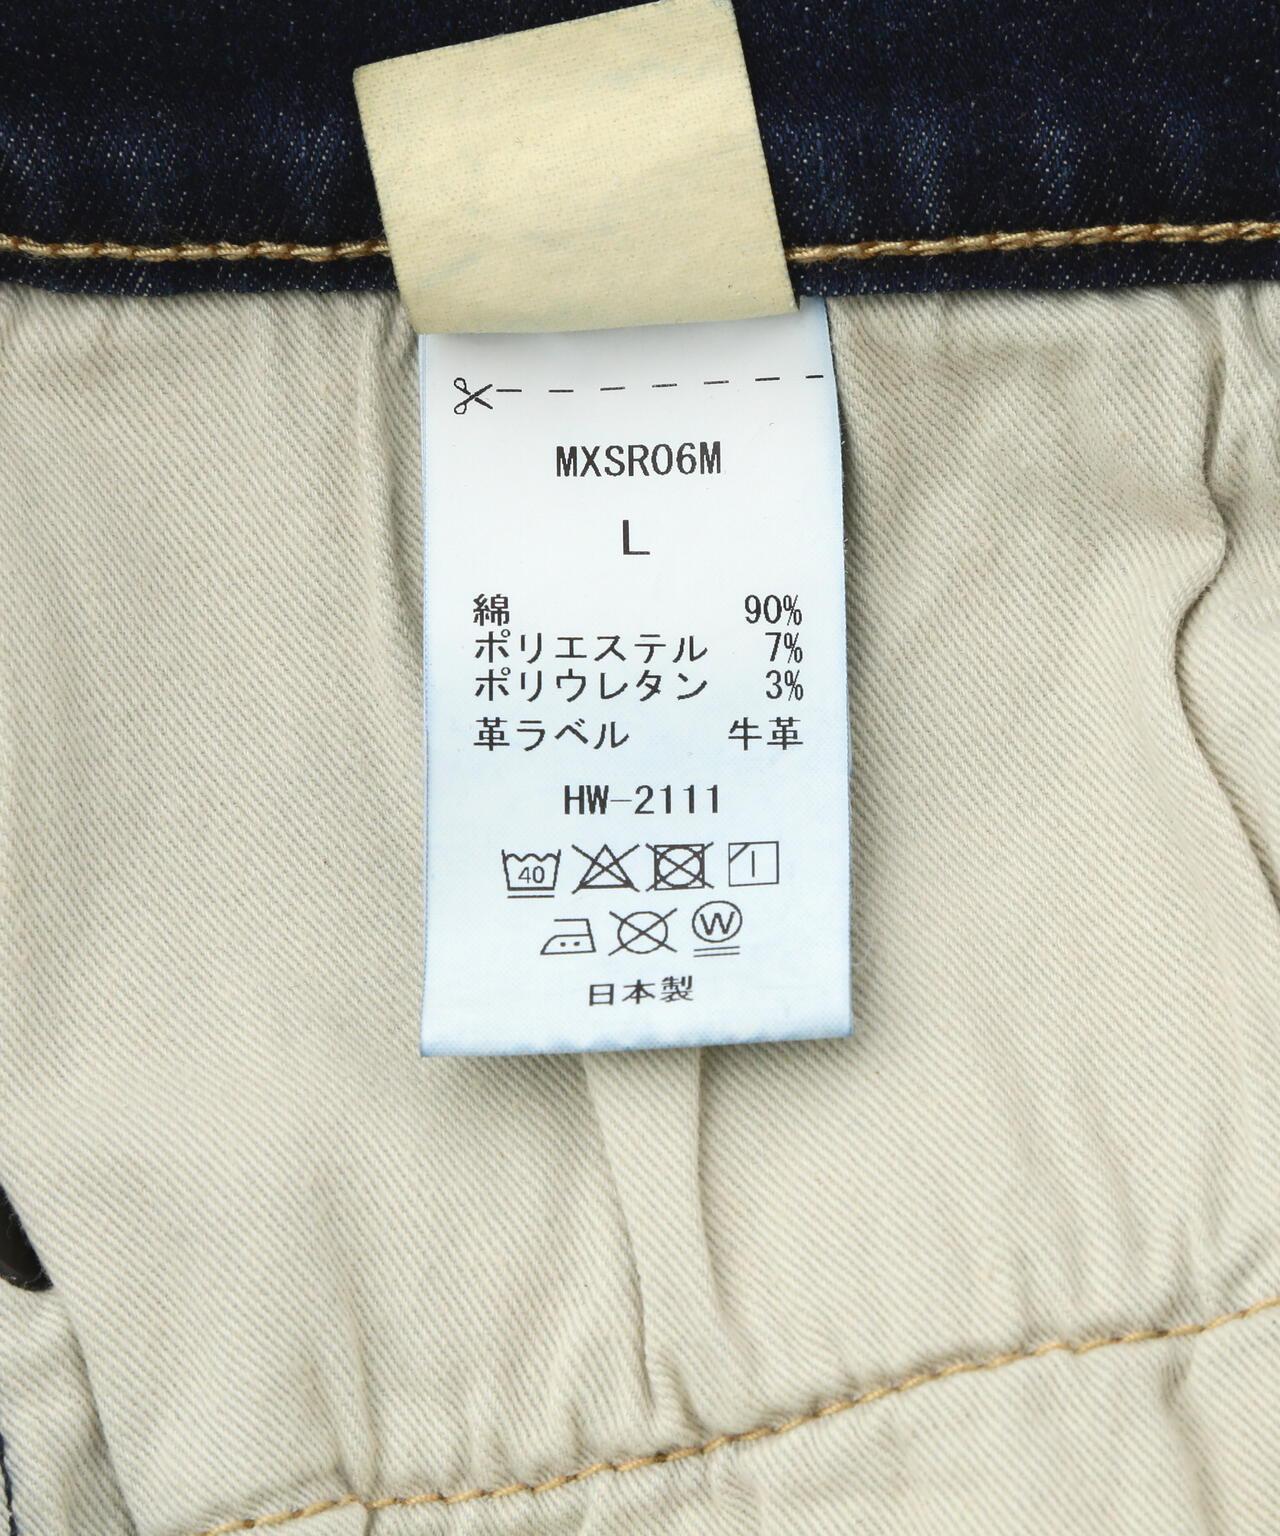 MXSR06M
L
綿 90%
ポリエステル 7%
ポリウレタン 3%
革ラベル 牛革
HW-2111
40
W
日本製